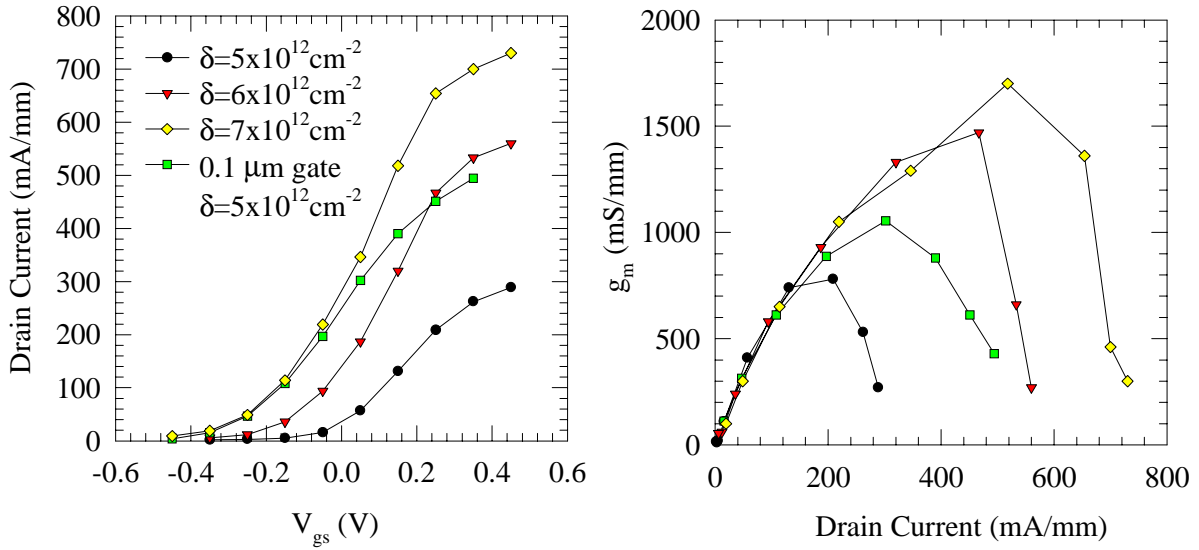 800
700
600
500
400
300
200
100
0
Drain Current (mA/mm)
δ=5x10¹²cm⁻²
δ=6x10¹²cm⁻²
δ=7x10¹²cm⁻²
0.1 μm gate
δ=5x10¹²cm⁻²
-0.6 -0.4 -0.2 0.0 0.2 0.4 0.6
V_gs (V)
2000
1500
1000
500
0
g_m (mS/mm)
0 200 400 600 800
Drain Current (mA/mm)